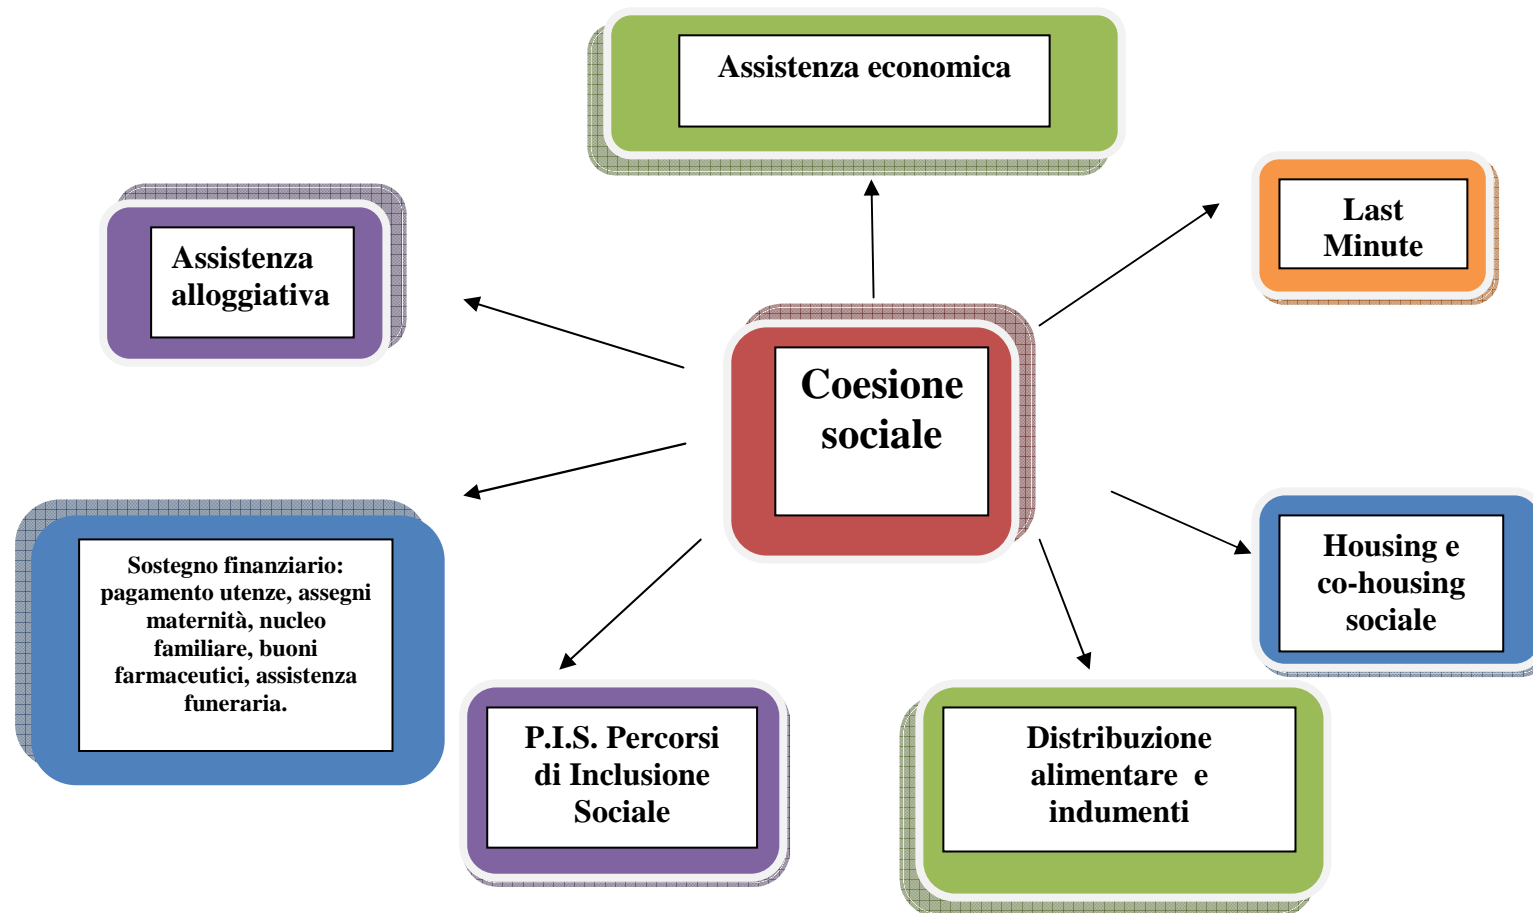 Assistenza economica
Last
Minute
Assistenza
alloggiativa
Coesione
sociale
Sostegno finanziario:
pagamento utenze, assegni
maternità, nucleo
familiare, buoni
farmaceutici, assistenza
funeraria.
Housing e
co-housing
sociale
P.I.S. Percorsi
di Inclusione
Sociale
Distribuzione
alimentare e
indumenti